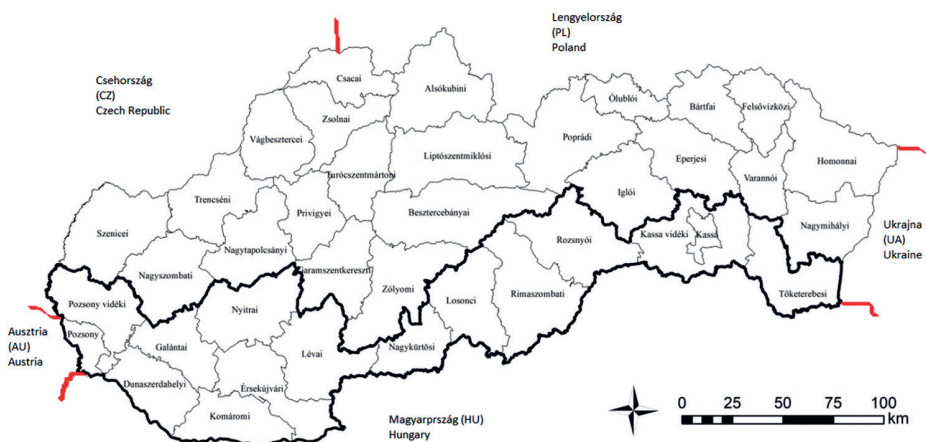 Lengyelország
(PL)
Poland
Csehország
(CZ)
Czech Republic
Csacai
Alsókubini
Zsolnai
Ólublói
Bártfai
Felsővízközi
Vágbesztercei
Poprádi
Liptószentmiklósi
Eperjesi
Homonnai
Turócszentmártoni
Varannói
Trencséni
Iglói
Privigyei
Besztercebányai
Szenicei
Nagytapolcsányi
Rozsnyói
Kassa vidéki
Kassa
Nagymihályi
Ukrajna
(UA)
Ukraine
Nagyszombati
Garamszentkereszti
Zólyomi
Rimaszombati
Tőketerebesi
Pozsony vidéki
Nyitrai
Losonci
Ausztria
(AU)
Austria
Pozsony
Galántai
Lévai
Nagykürtösi
Dunaszerdahelyi
Érsekújvári
Komáromi
Magyarprszág (HU)
Hungary
0 25 50 75 100
km